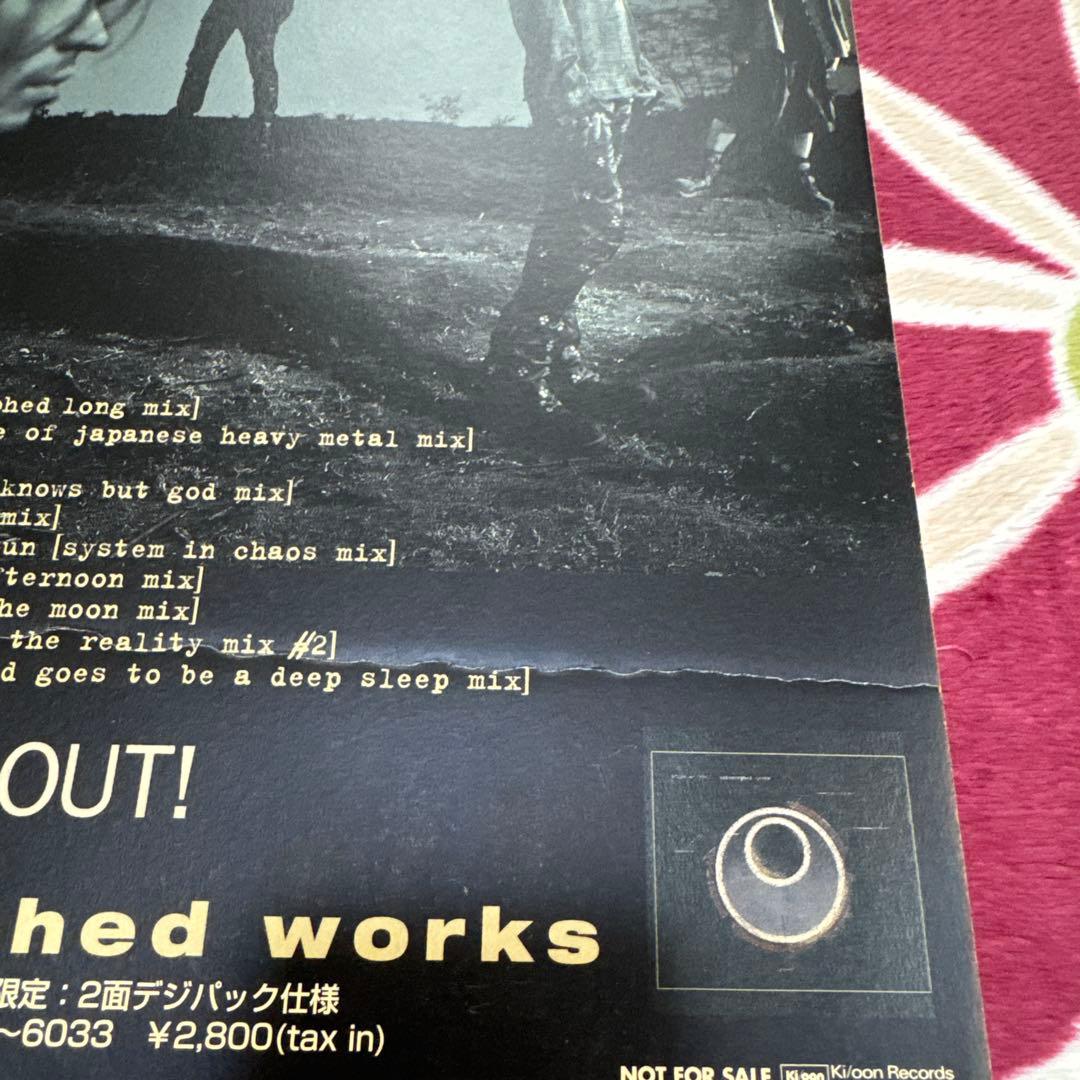 hed long mix]
e of japanese heavy metal mix]
knows but god mix]
mix]
un [system in chaos mix]
ternoon mix]
he moon mix]
the reality mix #2]
d goes to be a deep sleep mix]
OUT!
hed works
限定：2面デジパック仕様
～6033 ¥2,800(tax in)
NOT FOR SALE Ki/oon Ki/oon Records